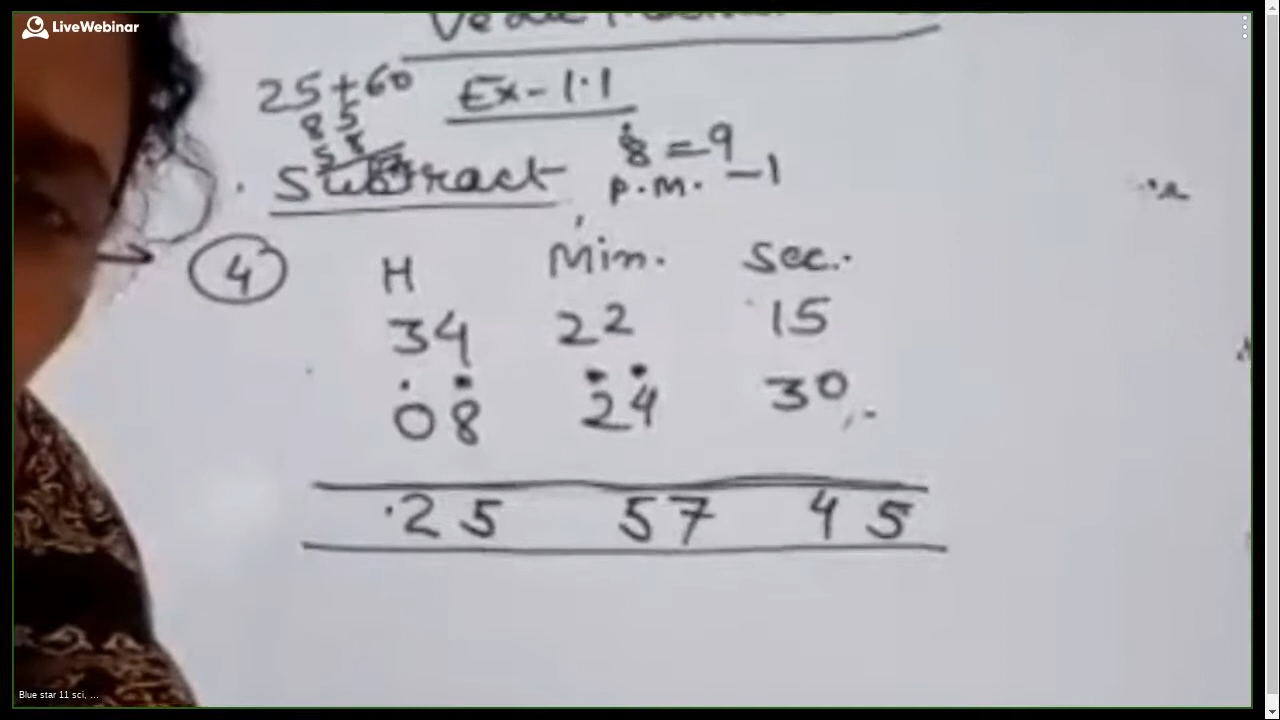 LiveWebinar
25+60
Ex-1.1
85
58
8 = 9
Subtract
p.m. -1
4
H Min. Sec.
34 22 15
08 24 30
25 57 45
Blue star 11 sci, ...